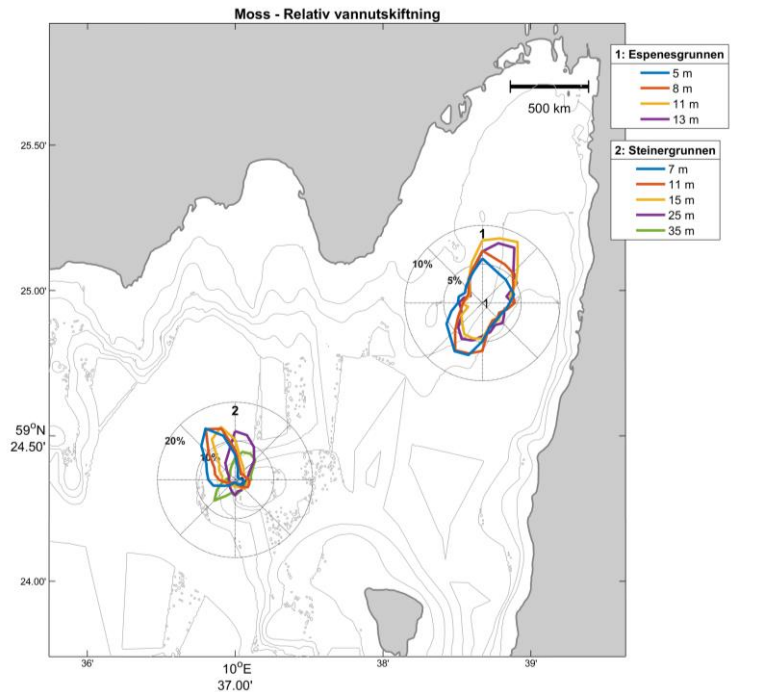 Moss - Relativ vannutskiftning
1: Espenesgrunnen
5 m
8 m
11 m
13 m
500 km
2: Steinergrunnen
7 m
11 m
15 m
25 m
35 m
25.50'
1
10%
5%
1
25.00'
2
59°N
24.50'
20%
10%
24.00'
36'
10°E
37.00'
38'
39'